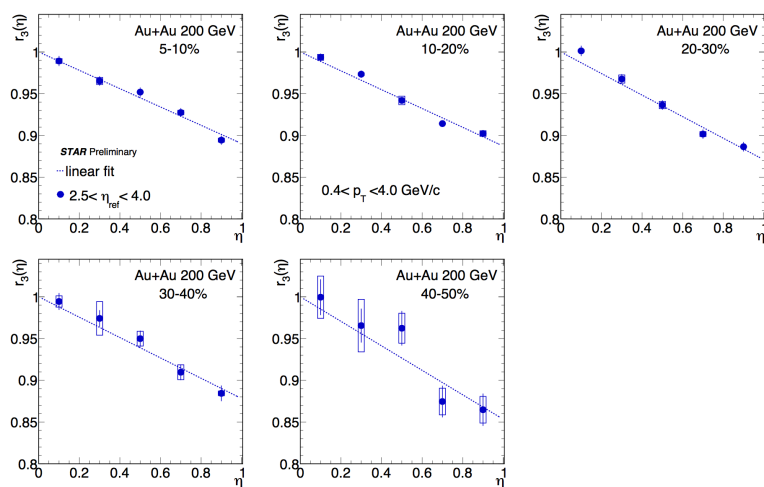 r₃(η)
Au+Au 200 GeV
5-10%
1
0.95
0.9
0.85
0.8
STAR Preliminary
linear fit
2.5< η_ref < 4.0
0 0.2 0.4 0.6 0.8 1
η
r₃(η)
Au+Au 200 GeV
10-20%
1
0.95
0.9
0.85
0.8
0.4< p_T <4.0 GeV/c
0 0.2 0.4 0.6 0.8 1
η
r₃(η)
Au+Au 200 GeV
20-30%
1
0.95
0.9
0.85
0.8
0 0.2 0.4 0.6 0.8 1
η
r₃(η)
Au+Au 200 GeV
30-40%
1
0.95
0.9
0.85
0.8
0 0.2 0.4 0.6 0.8 1
η
r₃(η)
Au+Au 200 GeV
40-50%
1
0.95
0.9
0.85
0.8
0 0.2 0.4 0.6 0.8 1
η